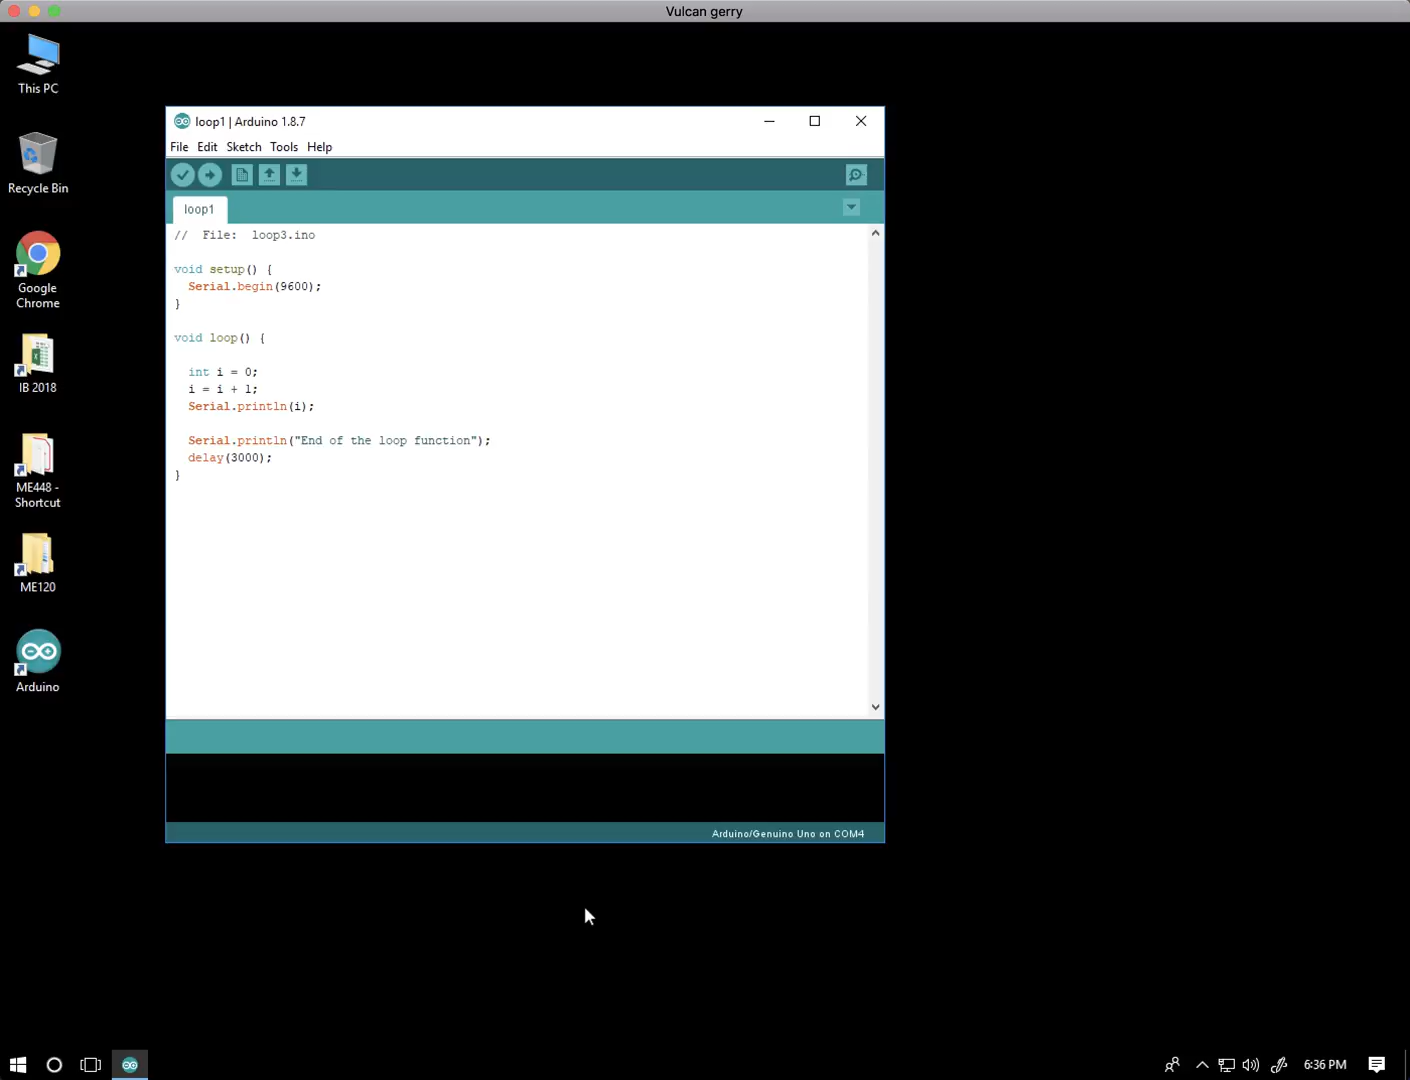 Vulcan gerry
This PC
Recycle Bin
Google
Chrome
IB 2018
ME448 -
Shortcut
ME120
Arduino
loop1 | Arduino 1.8.7
File Edit Sketch Tools Help
loop1
//  File:  loop3.ino
void setup() {
  Serial.begin(9600);
}
void loop() {
  int i = 0;
  i = i + 1;
  Serial.println(i);
  Serial.println("End of the loop function");
  delay(3000);
}
Arduino/Genuino Uno on COM4
6:36 PM